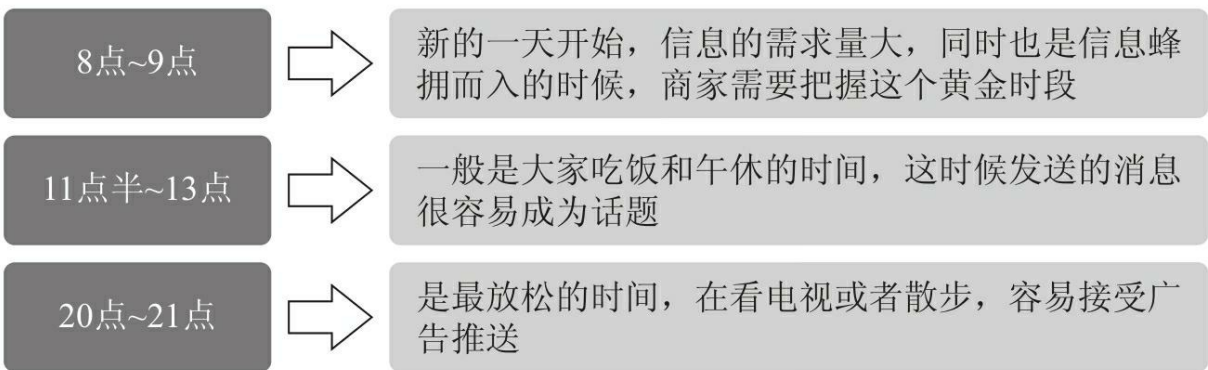 8点~9点
新的一天开始，信息的需求量大，同时也是信息蜂
拥而入的时候，商家需要把握这个黄金时段
11点半~13点
一般是大家吃饭和午休的时间，这时候发送的消息
很容易成为话题
20点~21点
是最放松的时间，在看电视或者散步，容易接受广
告推送